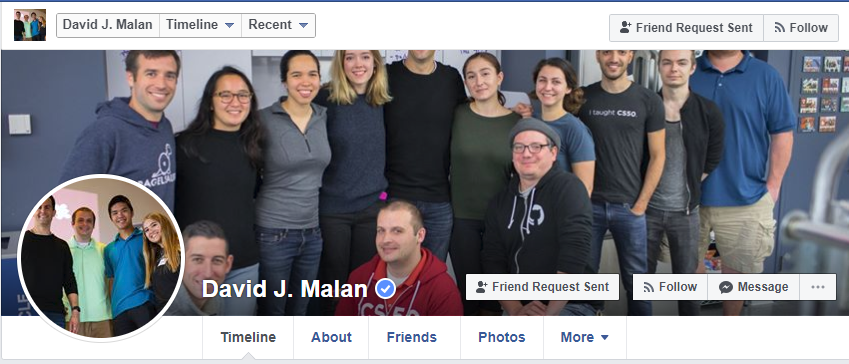 David J. Malan Timeline Recent Friend Request Sent Follow
I taught CS50.
David J. Malan Friend Request Sent Follow Message ...
Timeline About Friends Photos More